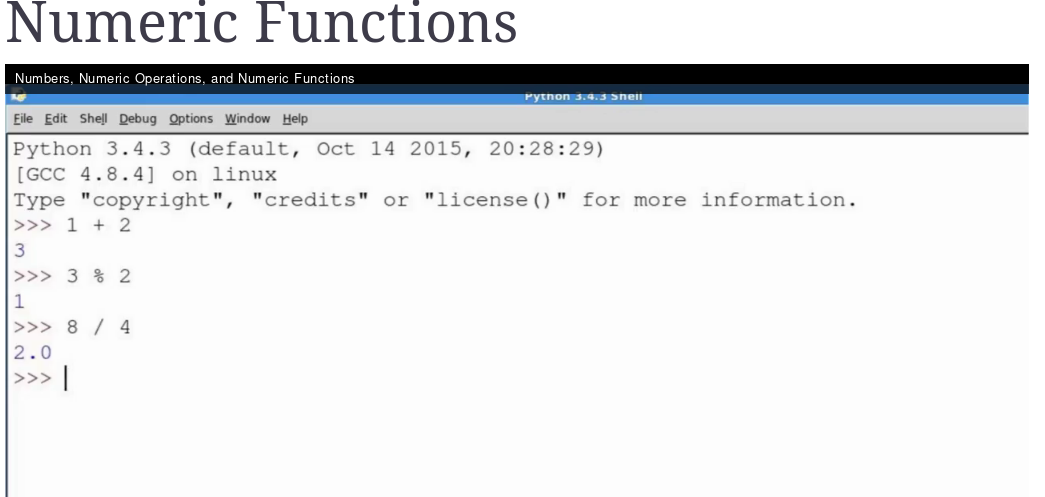 Numeric Functions
Numbers, Numeric Operations, and Numeric Functions
Python 3.4.3 Shell
File Edit Shell Debug Options Window Help
Python 3.4.3 (default, Oct 14 2015, 20:28:29)
[GCC 4.8.4] on linux
Type "copyright", "credits" or "license()" for more information.
>>> 1 + 2
3
>>> 3 % 2
1
>>> 8 / 4
2.0
>>>